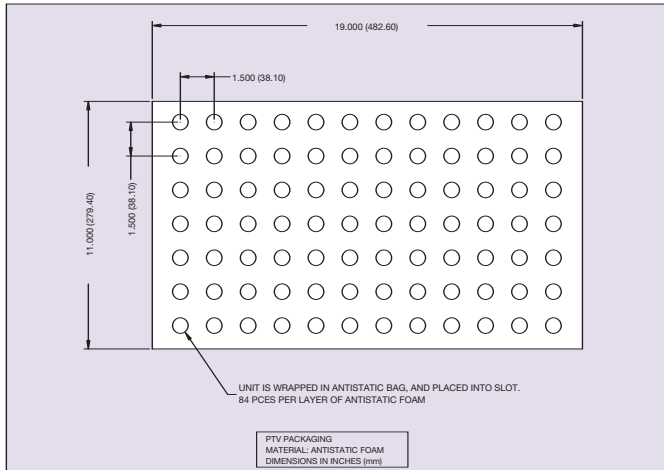 19.000 (482.60)
1.500 (38.10)
11.000 (279.40)
1.500 (38.10)
UNIT IS WRAPPED IN ANTISTATIC BAG, AND PLACED INTO SLOT.
84 PCES PER LAYER OF ANTISTATIC FOAM
PTV PACKAGING
MATERIAL: ANTISTATIC FOAM
DIMENSIONS IN INCHES (mm)